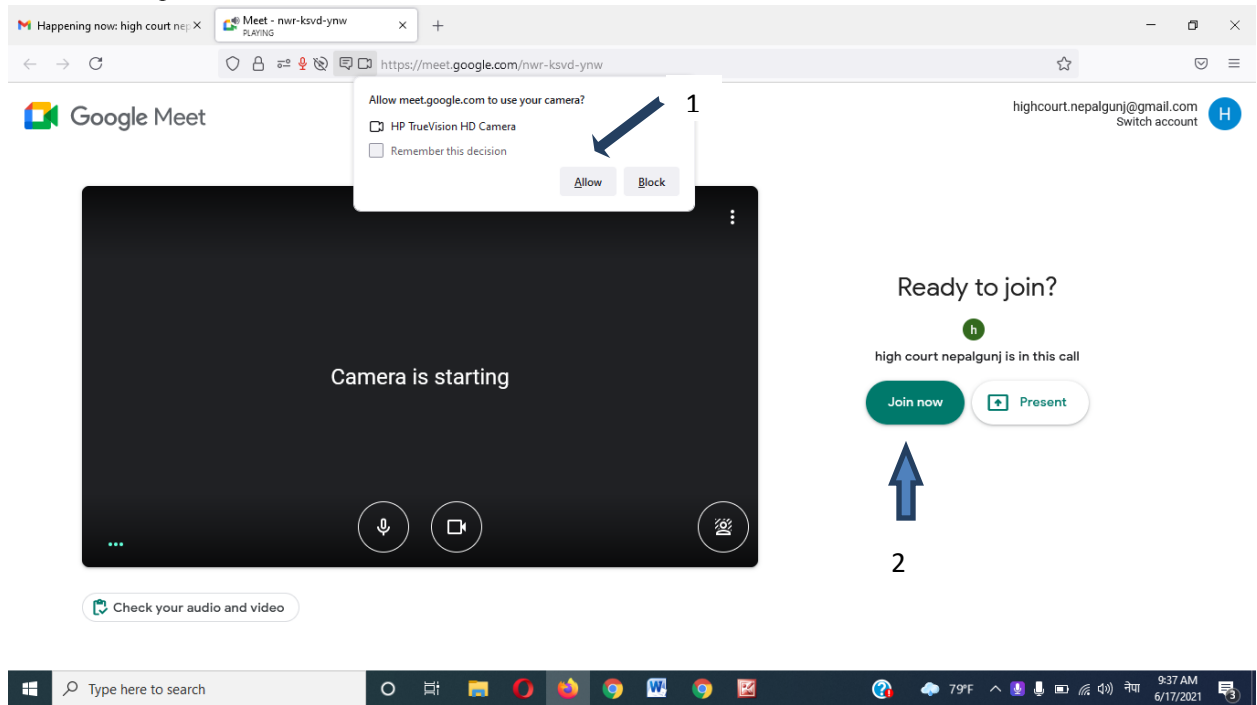 Happening now: high court nep
Meet - nwr-ksvd-ynw
PLAYING
https://meet.google.com/nwr-ksvd-ynw
Google Meet
Allow meet.google.com to use your camera?
HP TrueVision HD Camera
Remember this decision
Allow Block
1
highcourt.nepalgunj@gmail.com
Switch account
H
Camera is starting
Ready to join?
h
high court nepalgunj is in this call
Join now Present
2
Check your audio and video
Type here to search
79°F
नेपा
9:37 AM
6/17/2021
3